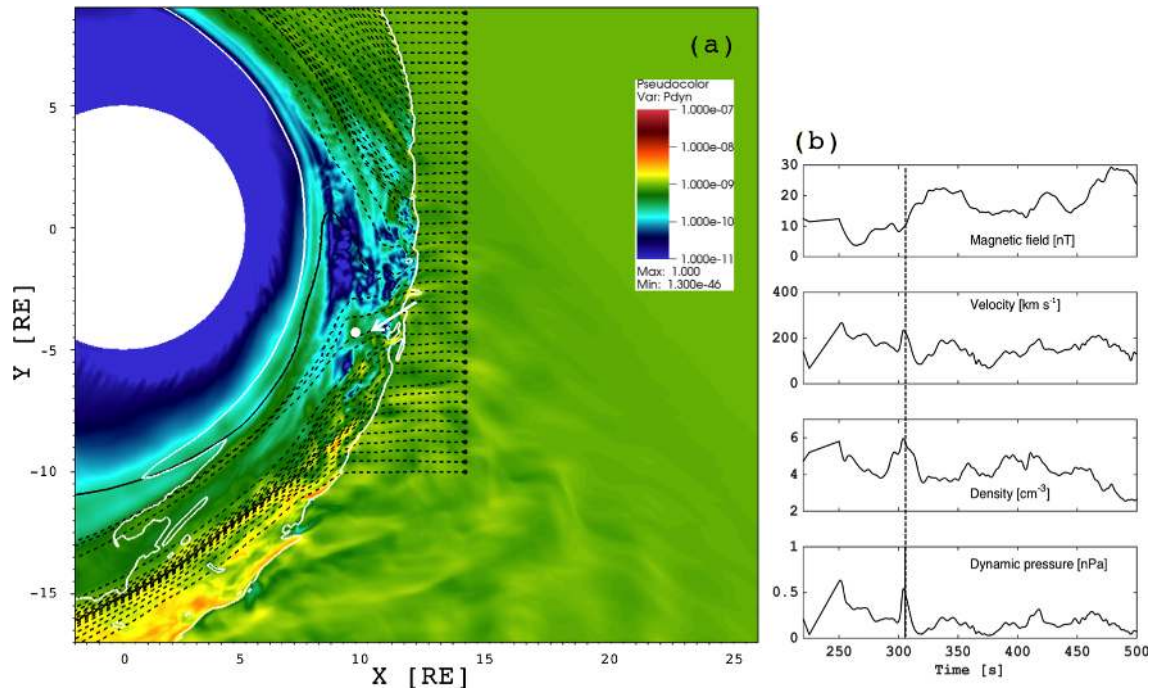 (a)
Pseudocolor
Var: Pdyn
1.000e-07
1.000e-08
1.000e-09
1.000e-10
1.000e-11
Max: 1.000
Min: 1.300e-46
5
0
-5
-10
-15
Y [RE]
0 5 10 15 20 25
X [RE]
(b)
30
20
10
0
Magnetic field [nT]
400
200
0
Velocity [km s⁻¹]
6
4
2
Density [cm⁻³]
1
0.5
0
Dynamic pressure [nPa]
250 300 350 400 450 500
Time [s]